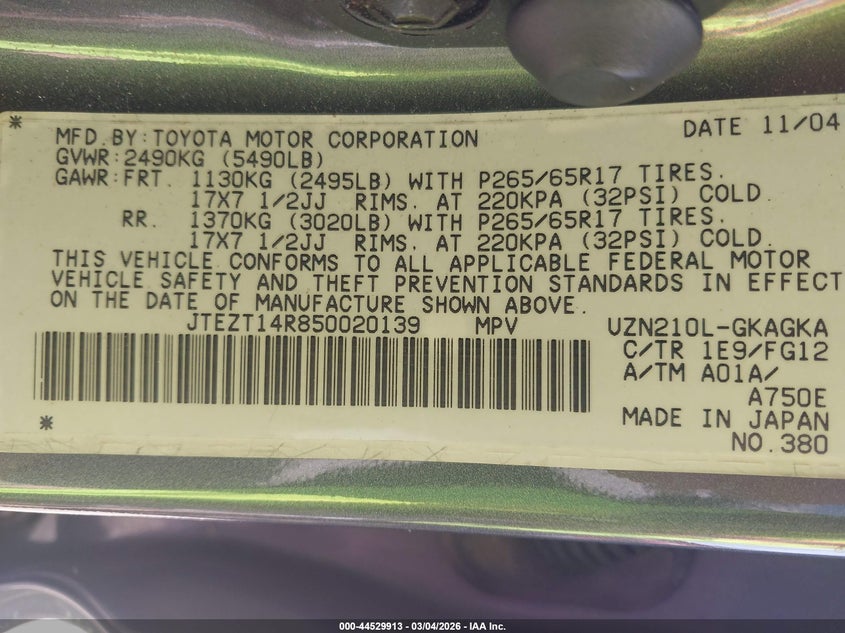 * MFD.BY:TOYOTA MOTOR CORPORATION DATE 11/04
GVWR:2490KG (5490LB)
GAWR:FRT. 1130KG (2495LB) WITH P265/65R17 TIRES.
17X7 1/2JJ RIMS. AT 220KPA (32PSI) COLD
RR. 1370KG (3020LB) WITH P265/65R17 TIRES.
17X7 1/2JJ RIMS. AT 220KPA (32PSI) COLD.
THIS VEHICLE CONFORMS TO ALL APPLICABLE FEDERAL MOTOR
VEHICLE SAFETY AND THEFT PREVENTION STANDARDS IN EFFECT
ON THE DATE OF MANUFACTURE SHOWN ABOVE.
JTEZT14R850020139 MPV UZN210L-GKAGKA
C/TR 1E9/FG12
A/TM A01A/
A750E
* MADE IN JAPAN
NO.380
000-44529913 - 03/04/2026 - IAA Inc.